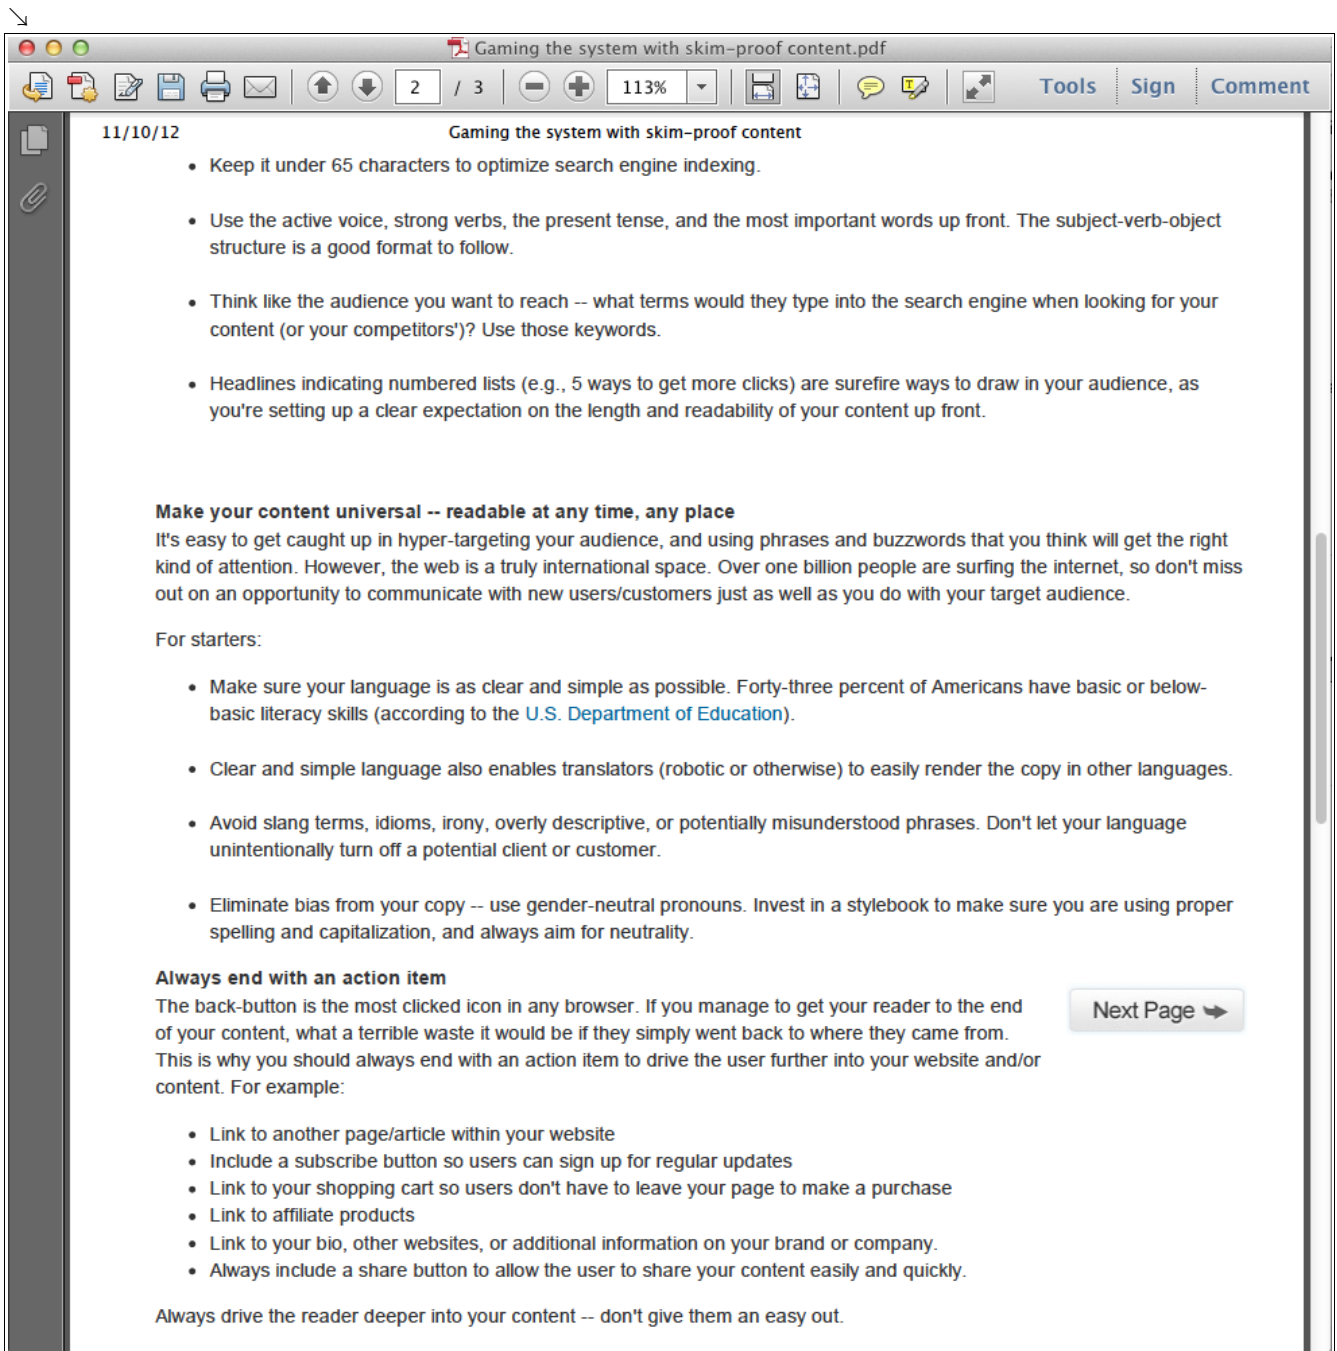 Gaming the system with skim-proof content.pdf
2 / 3 113% Tools Sign Comment
11/10/12 Gaming the system with skim-proof content
• Keep it under 65 characters to optimize search engine indexing.
• Use the active voice, strong verbs, the present tense, and the most important words up front. The subject-verb-object
structure is a good format to follow.
• Think like the audience you want to reach -- what terms would they type into the search engine when looking for your
content (or your competitors')? Use those keywords.
• Headlines indicating numbered lists (e.g., 5 ways to get more clicks) are surefire ways to draw in your audience, as
you're setting up a clear expectation on the length and readability of your content up front.
Make your content universal -- readable at any time, any place
It's easy to get caught up in hyper-targeting your audience, and using phrases and buzzwords that you think will get the right
kind of attention. However, the web is a truly international space. Over one billion people are surfing the internet, so don't miss
out on an opportunity to communicate with new users/customers just as well as you do with your target audience.
For starters:
• Make sure your language is as clear and simple as possible. Forty-three percent of Americans have basic or below-
basic literacy skills (according to the U.S. Department of Education).
• Clear and simple language also enables translators (robotic or otherwise) to easily render the copy in other languages.
• Avoid slang terms, idioms, irony, overly descriptive, or potentially misunderstood phrases. Don't let your language
unintentionally turn off a potential client or customer.
• Eliminate bias from your copy -- use gender-neutral pronouns. Invest in a stylebook to make sure you are using proper
spelling and capitalization, and always aim for neutrality.
Always end with an action item
The back-button is the most clicked icon in any browser. If you manage to get your reader to the end
of your content, what a terrible waste it would be if they simply went back to where they came from.
This is why you should always end with an action item to drive the user further into your website and/or
content. For example:
Next Page
• Link to another page/article within your website
• Include a subscribe button so users can sign up for regular updates
• Link to your shopping cart so users don't have to leave your page to make a purchase
• Link to affiliate products
• Link to your bio, other websites, or additional information on your brand or company.
• Always include a share button to allow the user to share your content easily and quickly.
Always drive the reader deeper into your content -- don't give them an easy out.